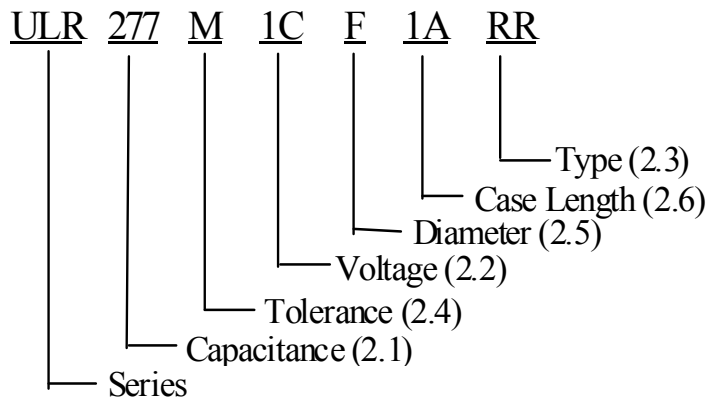 ULR 277 M 1C F 1A RR
Type (2.3)
Case Length (2.6)
Diameter (2.5)
Voltage (2.2)
Tolerance (2.4)
Capacitance (2.1)
Series